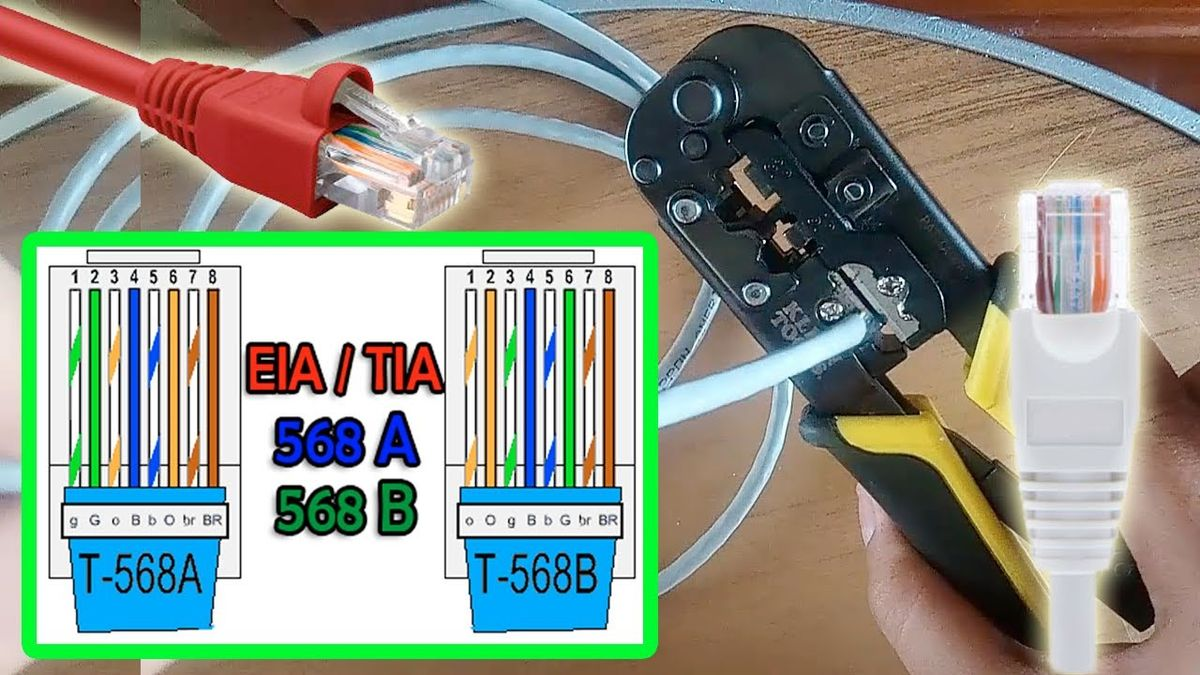 1 2 3 4 5 6 7 8
g G o B b O br BR
T-568A
EIA / TIA
568 A
568 B
1 2 3 4 5 6 7 8
o O g B b G br BR
T-568B